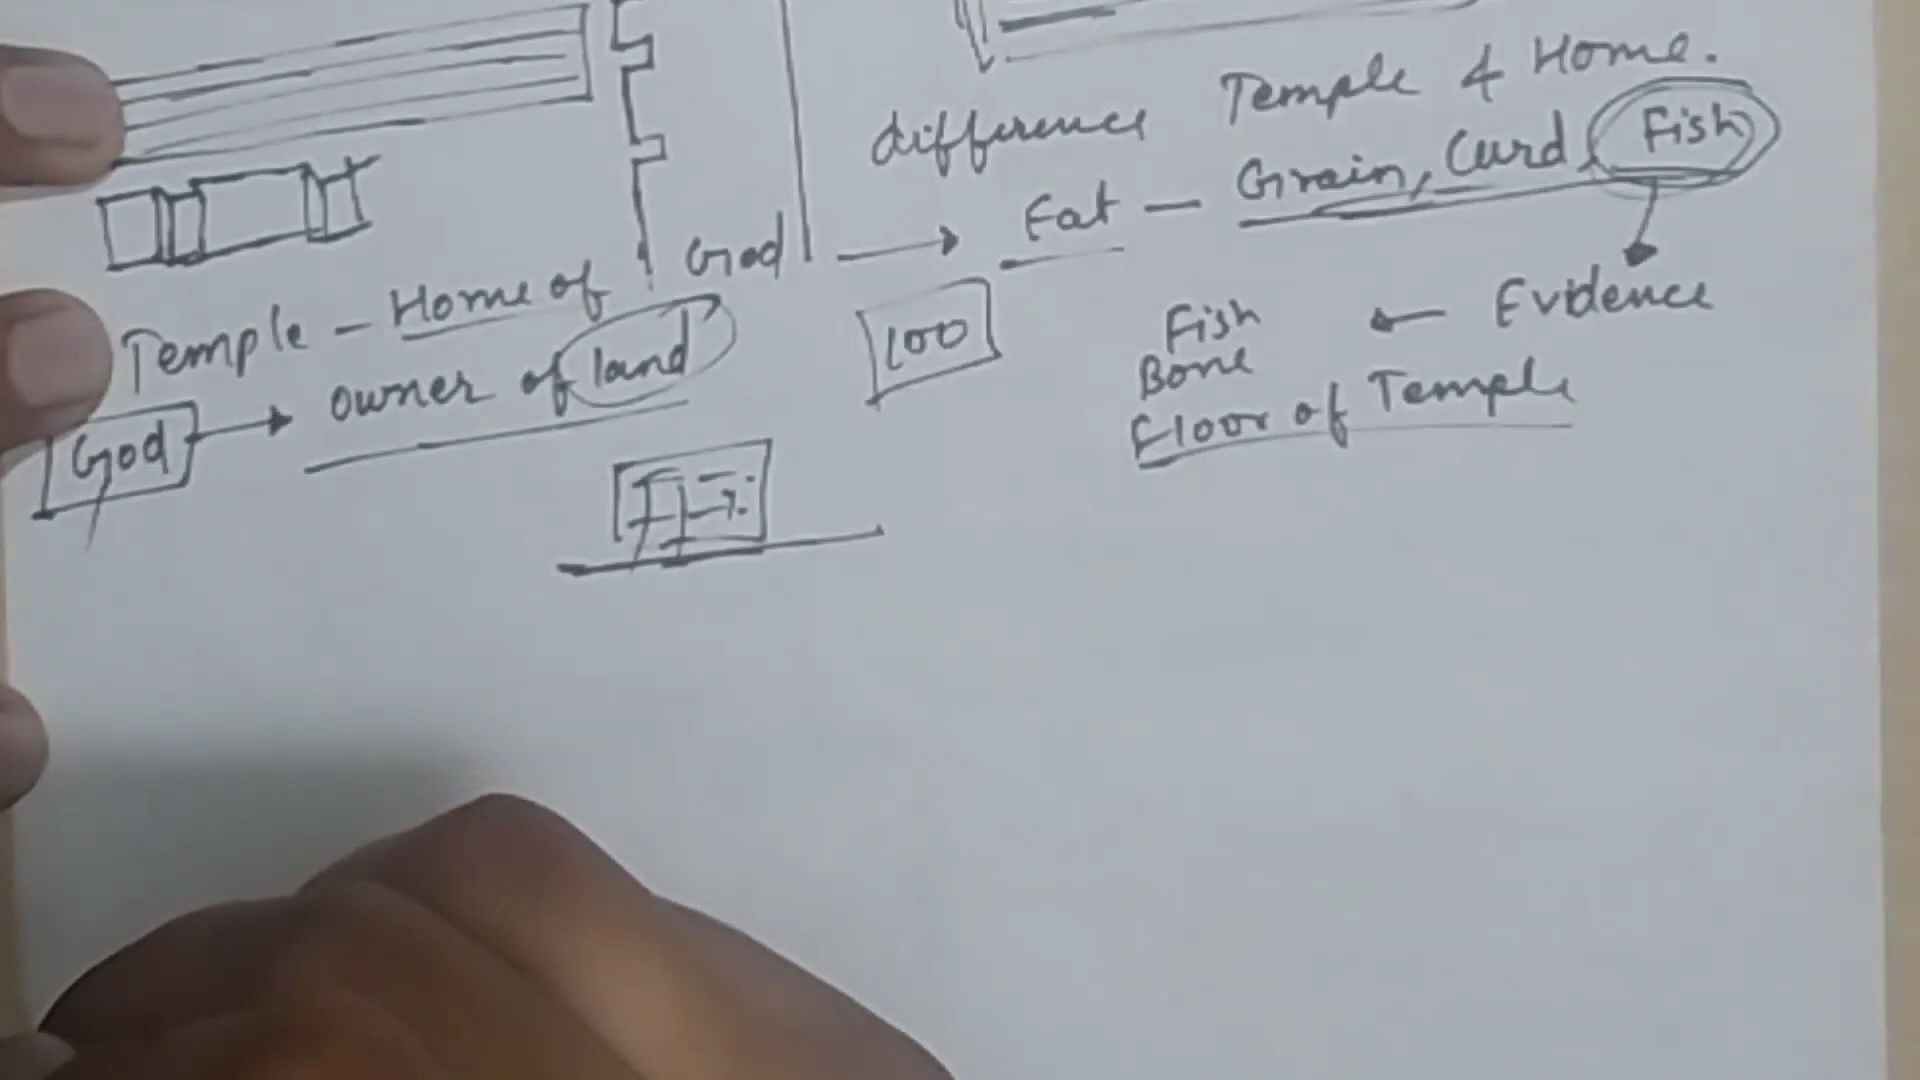 difference Temple & Home.
Eat – Grain, Curd, Fish
Temple – Home of God
God → owner of land
100
Fish ← Evidence
Bone
Floor of Temple